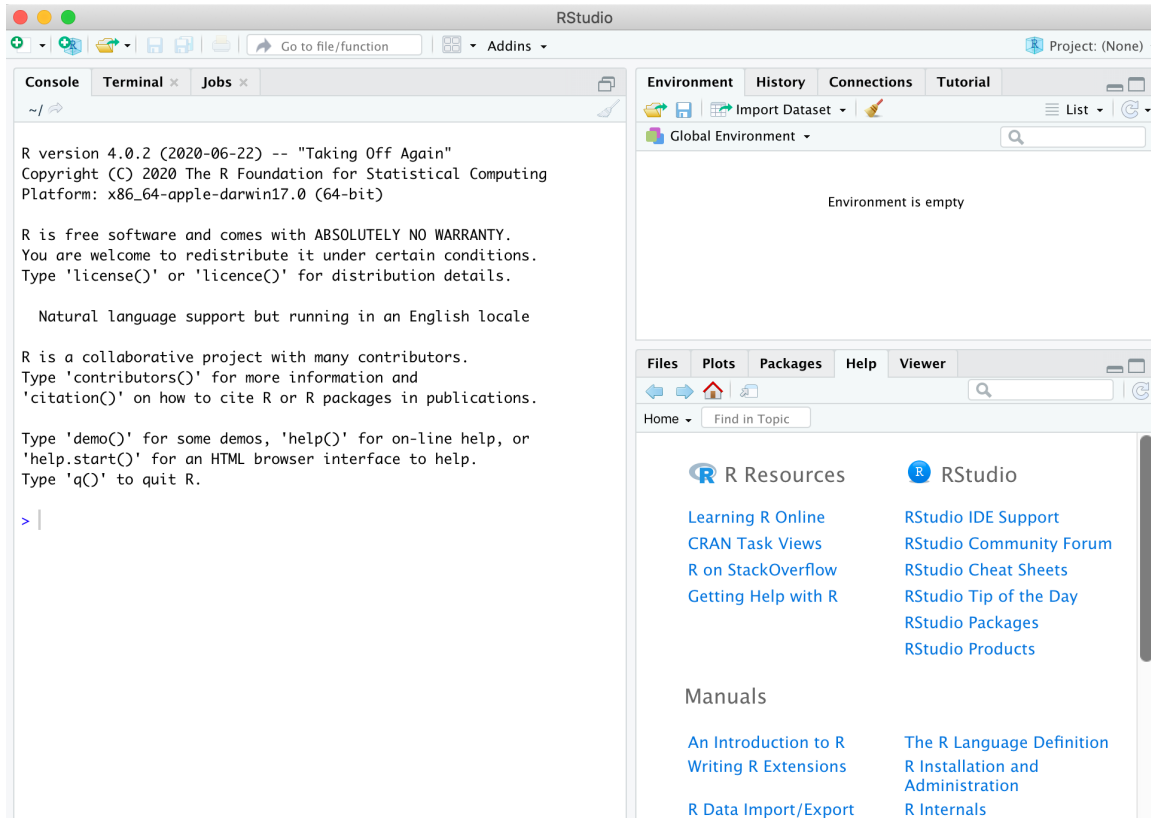 RStudio
Go to file/function
Addins
Project: (None)
Console
Terminal
Jobs
~/
R version 4.0.2 (2020-06-22) -- "Taking Off Again"
Copyright (C) 2020 The R Foundation for Statistical Computing
Platform: x86_64-apple-darwin17.0 (64-bit)
R is free software and comes with ABSOLUTELY NO WARRANTY.
You are welcome to redistribute it under certain conditions.
Type 'license()' or 'licence()' for distribution details.
Natural language support but running in an English locale
R is a collaborative project with many contributors.
Type 'contributors()' for more information and
'citation()' on how to cite R or R packages in publications.
Type 'demo()' for some demos, 'help()' for on-line help, or
'help.start()' for an HTML browser interface to help.
Type 'q()' to quit R.
>
Environment
History
Connections
Tutorial
Import Dataset
List
Global Environment
Environment is empty
Files
Plots
Packages
Help
Viewer
Home
Find in Topic
R Resources
Learning R Online
CRAN Task Views
R on StackOverflow
Getting Help with R
RStudio
RStudio IDE Support
RStudio Community Forum
RStudio Cheat Sheets
RStudio Tip of the Day
RStudio Packages
RStudio Products
Manuals
An Introduction to R
Writing R Extensions
R Data Import/Export
The R Language Definition
R Installation and
Administration
R Internals